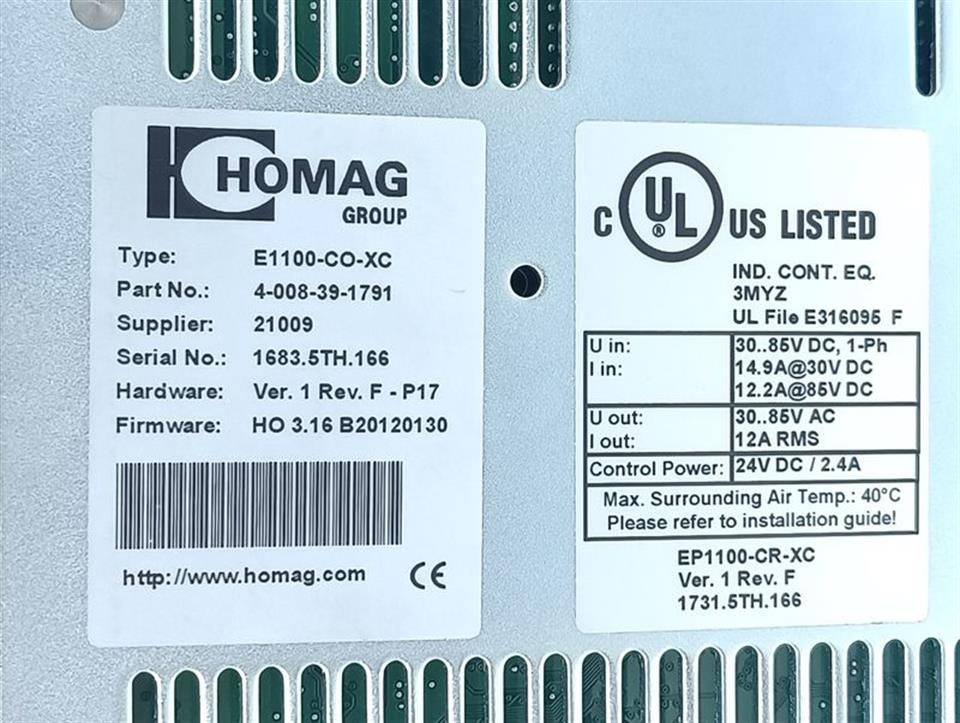 HOMAG
GROUP
Type: E1100-CO-XC
Part No.: 4-008-39-1791
Supplier: 21009
Serial No.: 1683.5TH.166
Hardware: Ver. 1 Rev. F - P17
Firmware: HO 3.16 B20120130
http://www.homag.com CE
C UL ® US LISTED
IND. CONT. EQ.
3MYZ
UL File E316095 F
U in: 30..85V DC, 1-Ph
I in: 14.9A@30V DC
12.2A@85V DC
U out: 30..85V AC
I out: 12A RMS
Control Power: 24V DC / 2.4A
Max. Surrounding Air Temp.: 40°C
Please refer to installation guide!
EP1100-CR-XC
Ver. 1 Rev. F
1731.5TH.166